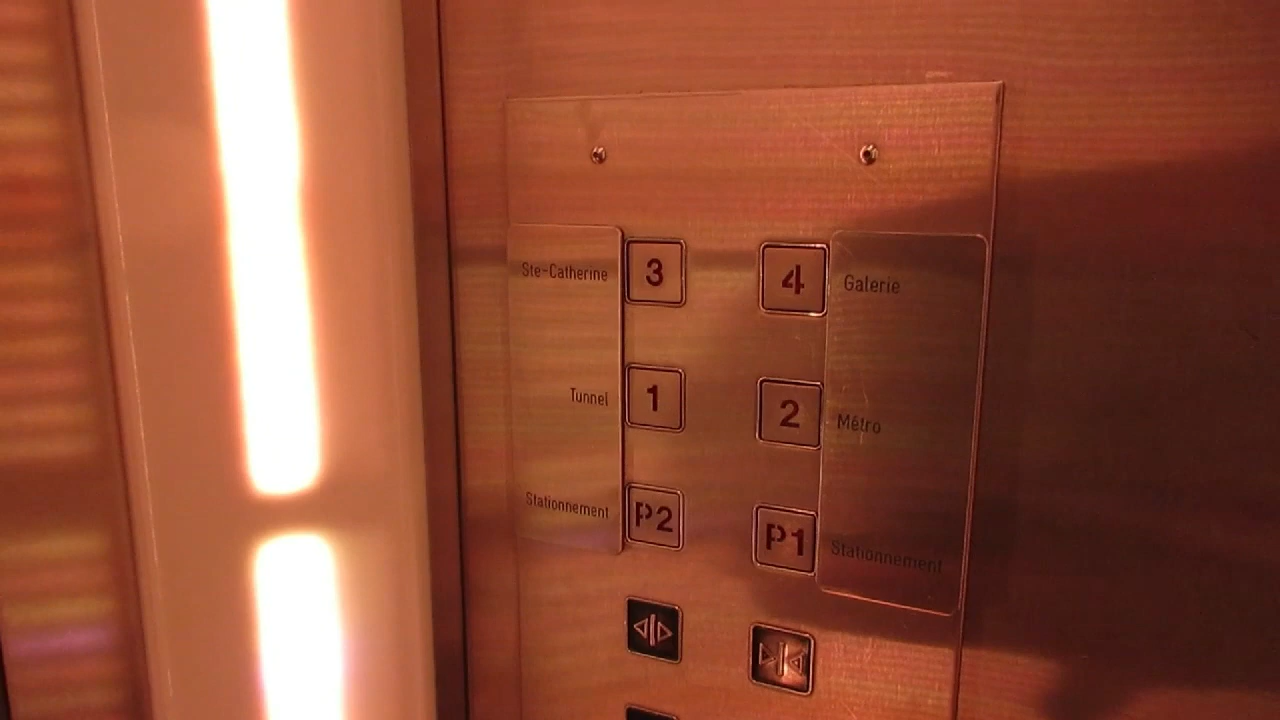 Ste-Catherine 3 4 Galerie
Tunnel 1 2 Métro
Stationnement P2 P1 Stationnement